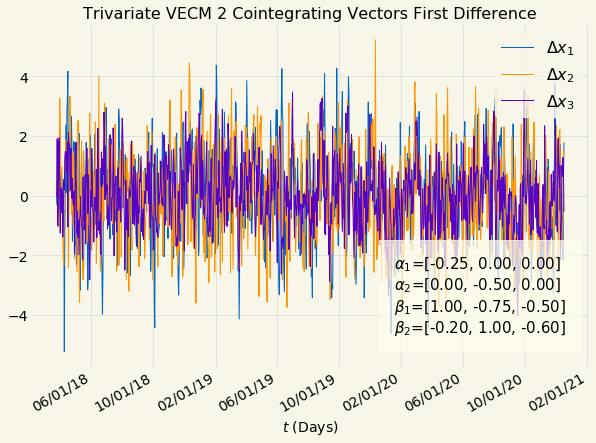 Trivariate VECM 2 Cointegrating Vectors First Difference
Δx₁
Δx₂
Δx₃
4
2
0
−2
−4
α₁=[-0.25, 0.00, 0.00]
α₂=[0.00, -0.50, 0.00]
β₁=[1.00, -0.75, -0.50]
β₂=[-0.20, 1.00, -0.60]
06/01/18 10/01/18 02/01/19 06/01/19 10/01/19 02/01/20 06/01/20 10/01/20 02/01/21
t (Days)